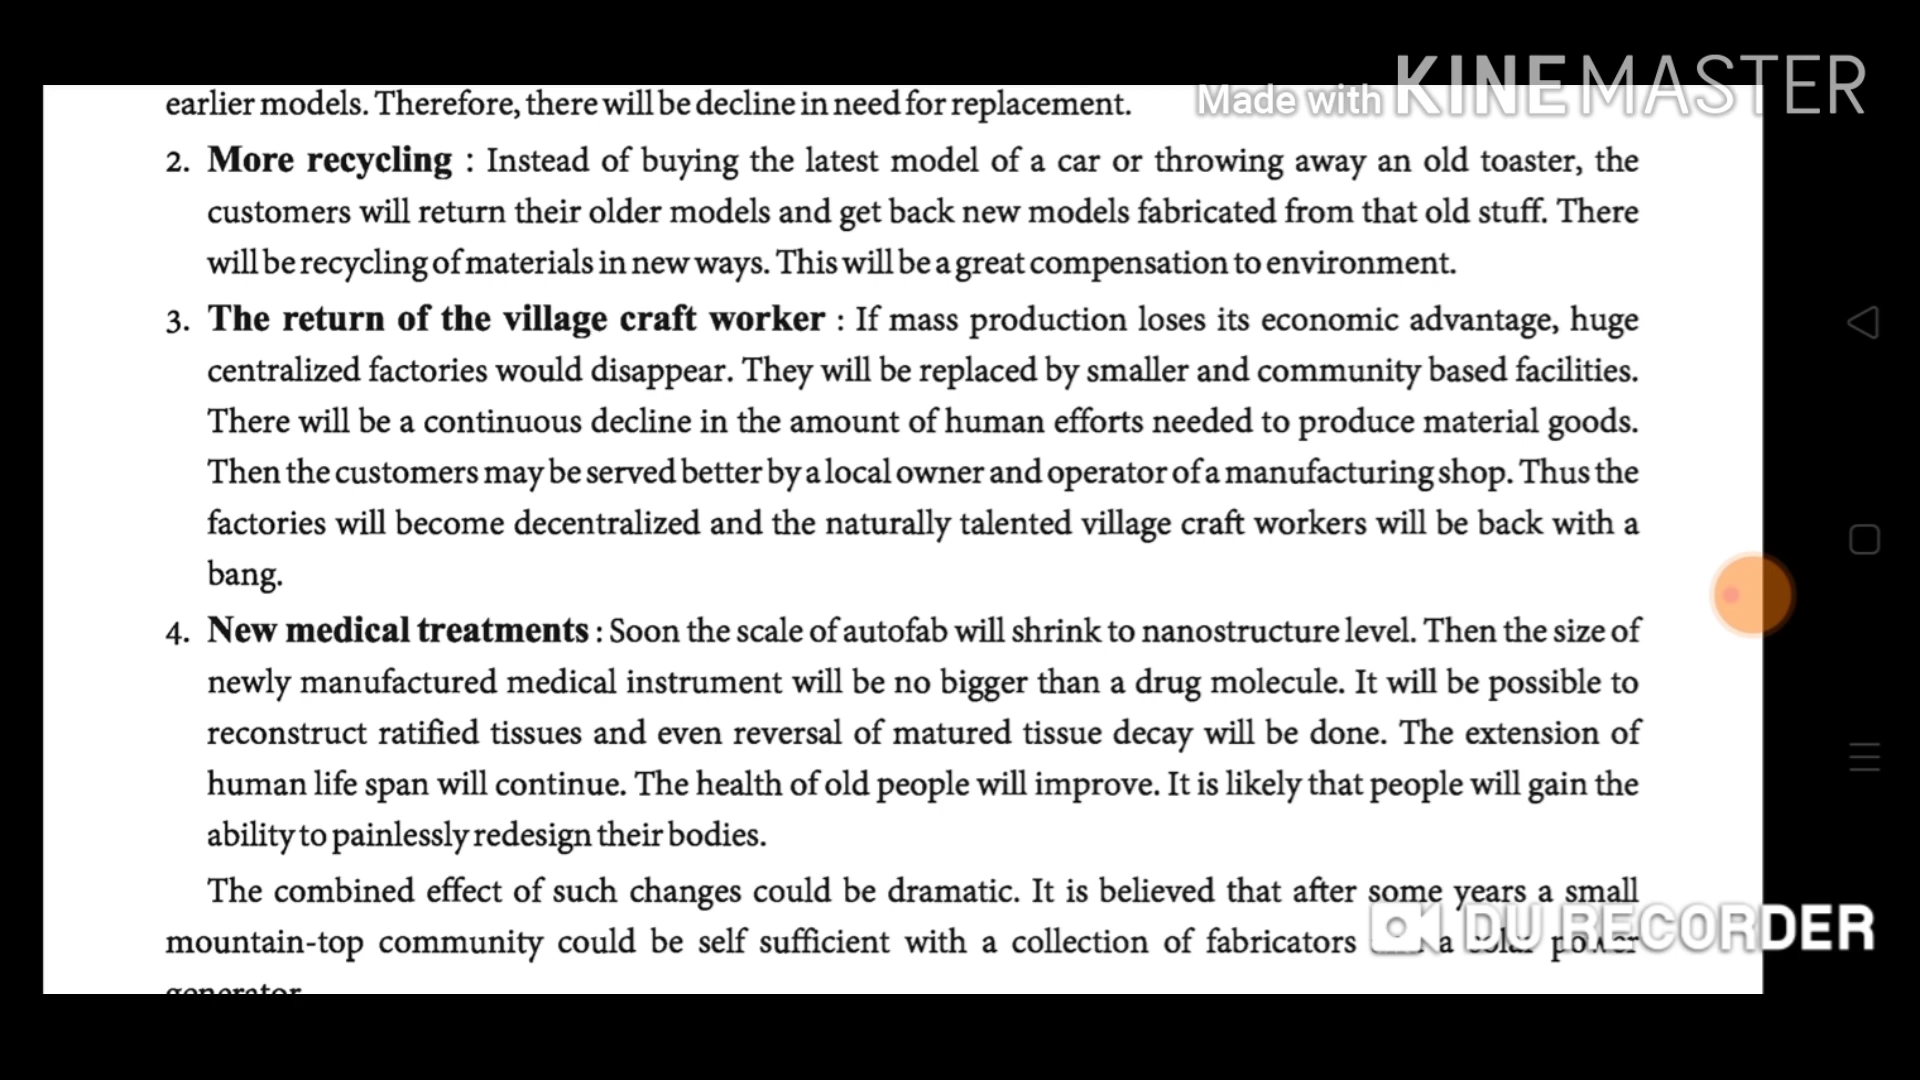 Made with KINEMASTER
earlier models. Therefore, there will be decline in need for replacement.
2. More recycling : Instead of buying the latest model of a car or throwing away an old toaster, the
customers will return their older models and get back new models fabricated from that old stuff. There
will be recycling of materials in new ways. This will be a great compensation to environment.
3. The return of the village craft worker : If mass production loses its economic advantage, huge
centralized factories would disappear. They will be replaced by smaller and community based facilities.
There will be a continuous decline in the amount of human efforts needed to produce material goods.
Then the customers may be served better by a local owner and operator of a manufacturing shop. Thus the
factories will become decentralized and the naturally talented village craft workers will be back with a
bang.
4. New medical treatments : Soon the scale of autofab will shrink to nanostructure level. Then the size of
newly manufactured medical instrument will be no bigger than a drug molecule. It will be possible to
reconstruct ratified tissues and even reversal of matured tissue decay will be done. The extension of
human life span will continue. The health of old people will improve. It is likely that people will gain the
ability to painlessly redesign their bodies.
The combined effect of such changes could be dramatic. It is believed that after some years a small
mountain-top community could be self sufficient with a collection of fabricators a solar power
generator
DU RECORDER